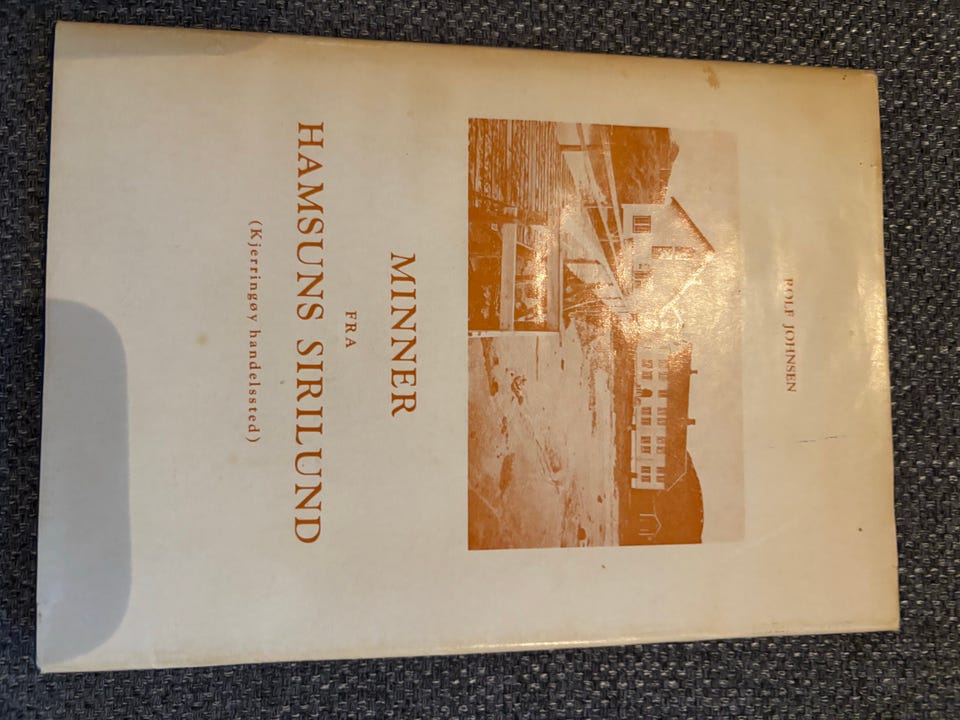 ROLF JOHNSEN
MINNER
FRA
HAMSUNS SIRILUND
(Kjerringøy handelssted)